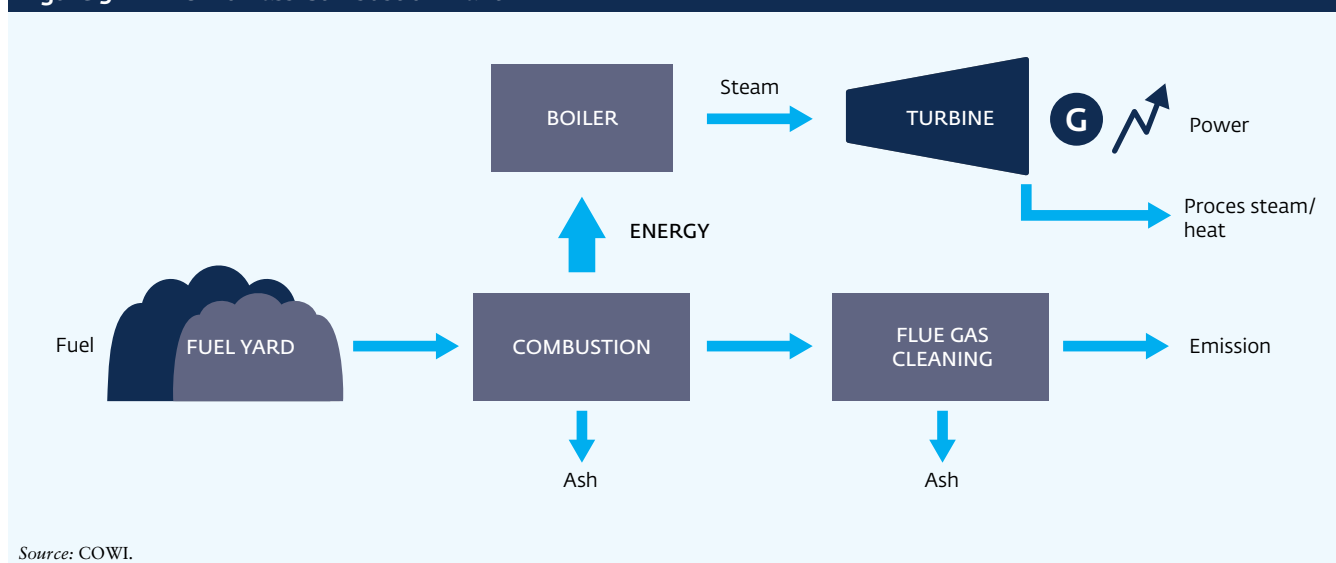 Steam
BOILER
TURBINE
G
Power
Proces steam/
heat
ENERGY
Fuel
FUEL YARD
COMBUSTION
FLUE GAS
CLEANING
Emission
Ash
Ash
Source: COWI.